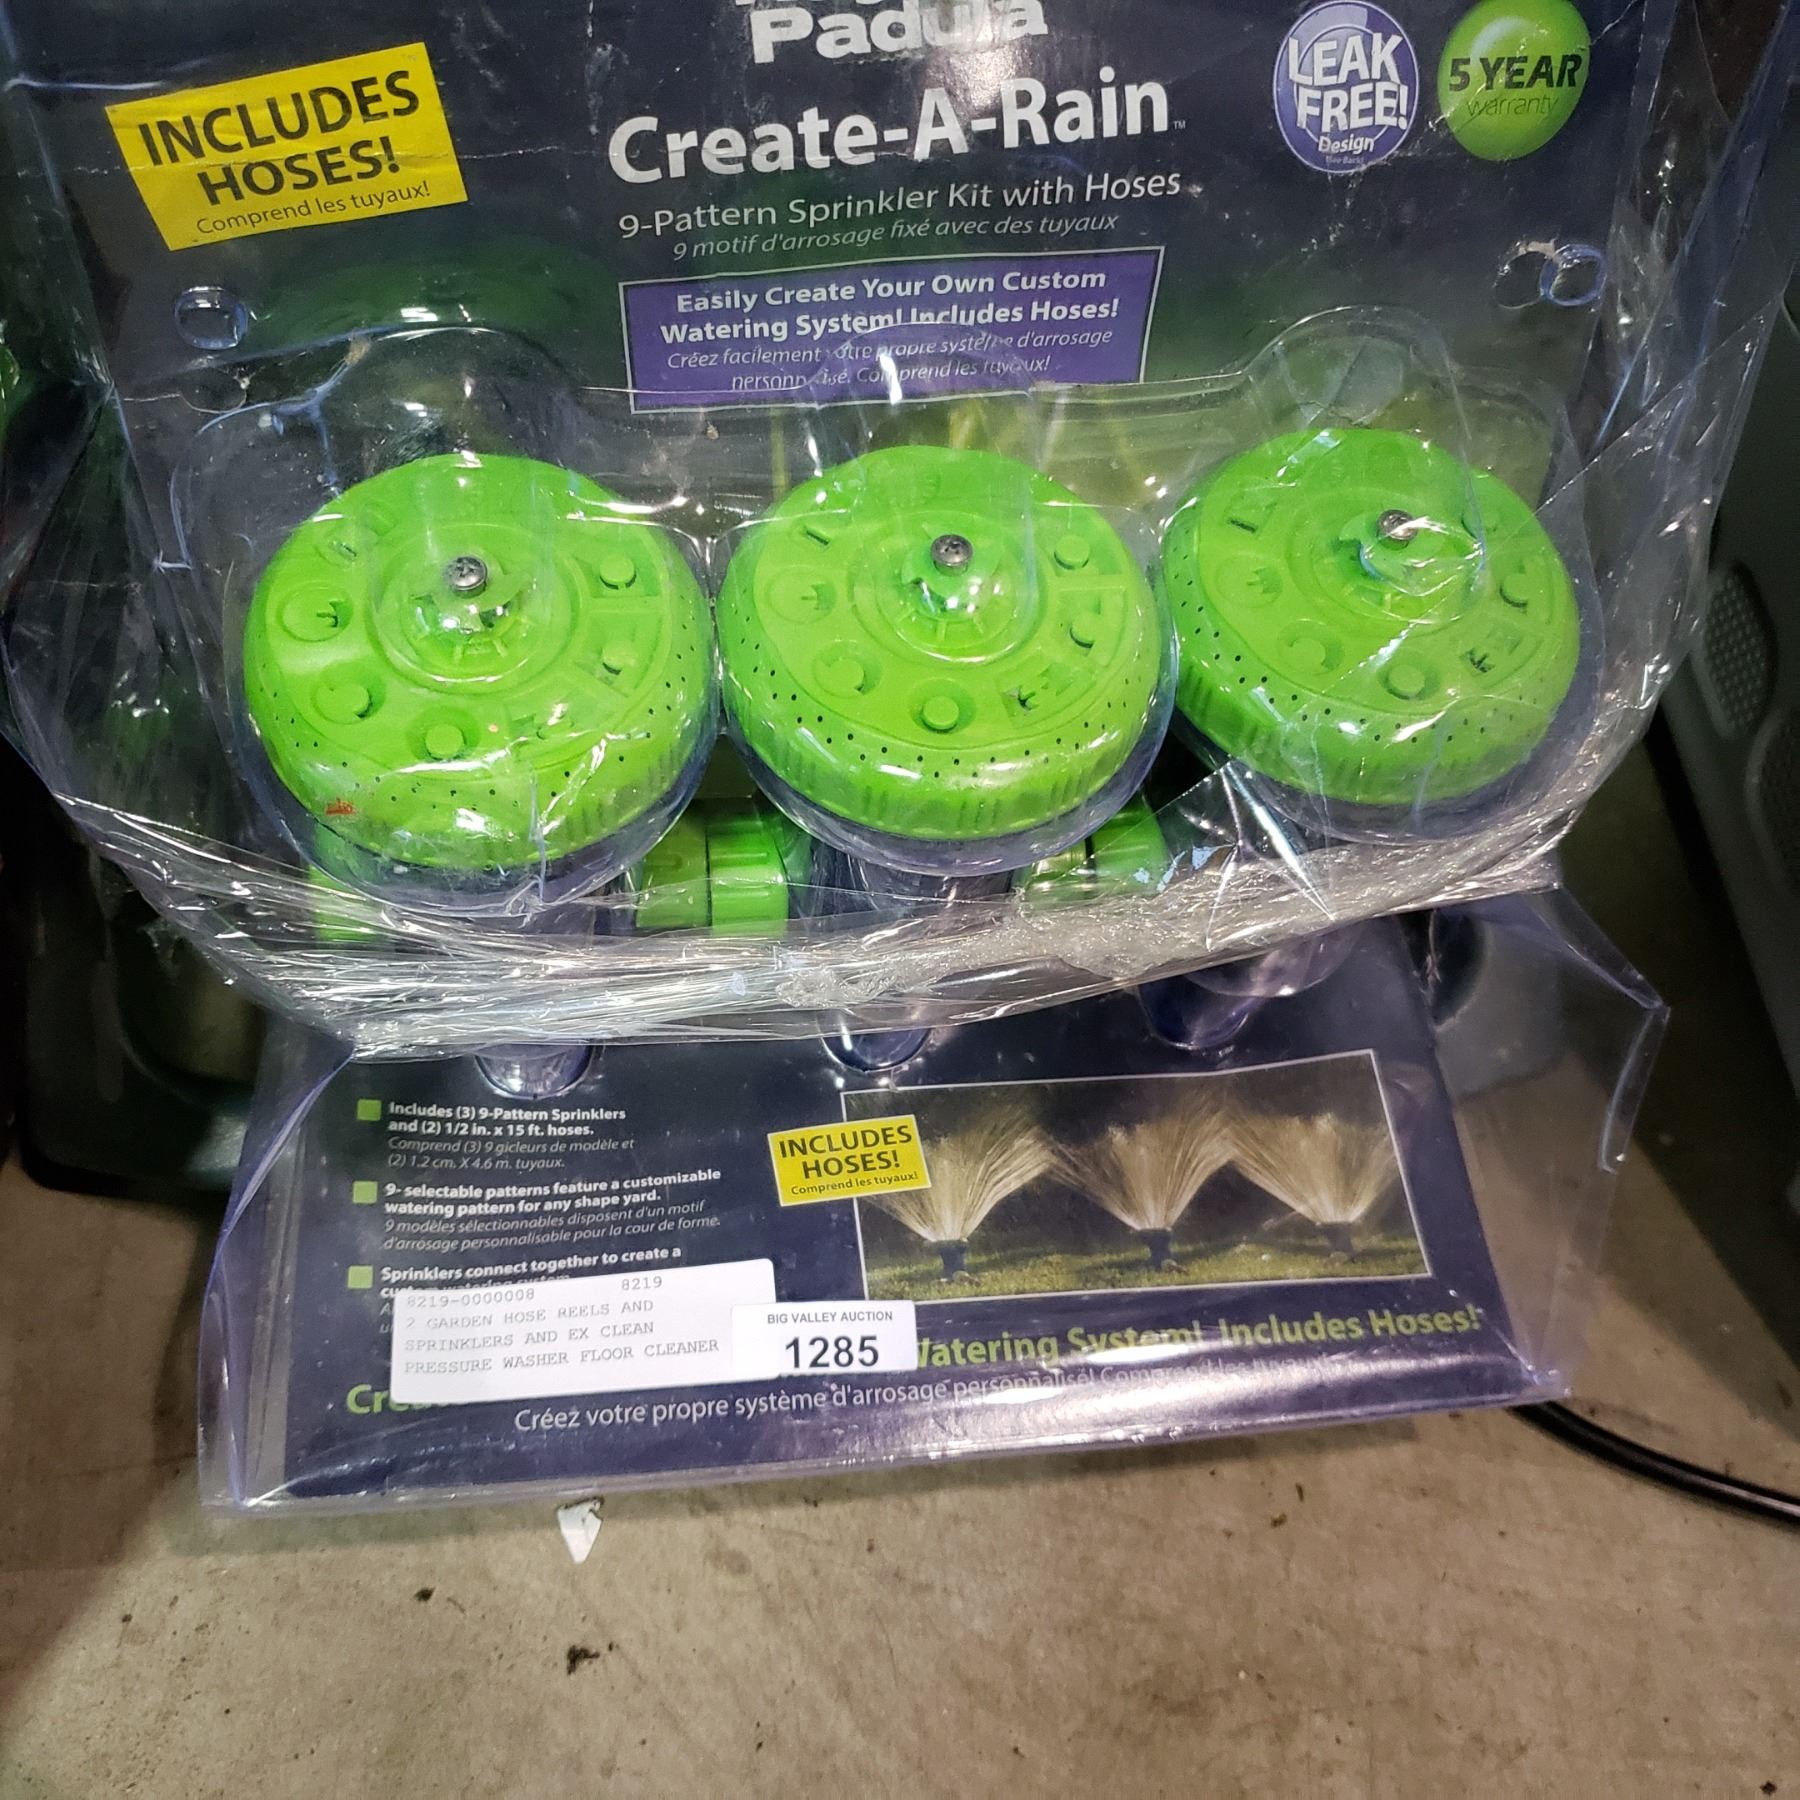 Padula
INCLUDES
HOSES!
Comprend les tuyaux!
Create-A-Rain™
9-Pattern Sprinkler Kit with Hoses
9 motif d'arrosage fixé avec des tuyaux
LEAK
FREE!
Design
5 YEAR
warranty
Easily Create Your Own Custom
Watering System! Includes Hoses!
Créez facilement votre propre système d'arrosage
Comprend les tuyaux!
Includes (3) 9-Pattern Sprinklers
and (2) 1/2 in. x 15 ft. hoses.
Comprend (3) 9 gicleurs de modèle et
(2) 1.2 cm. X 4.6 m. tuyaux.
9- selectable patterns feature a customizable
watering pattern for any shape yard.
9 modèles sélectionnables disposent d'un motif
d'arrosage personnalisable pour la cour de forme.
Sprinklers connect together to create a
INCLUDES
HOSES!
Comprend les tuyaux!
8219-0000008 8219
2 GARDEN HOSE REELS AND
SPRINKLERS AND EX CLEAN
PRESSURE WASHER FLOOR CLEANER
BIG VALLEY AUCTION
1285
Watering System! Includes Hoses!
Créez votre propre système d'arrosage personnalisé! Comprend les tuyaux!